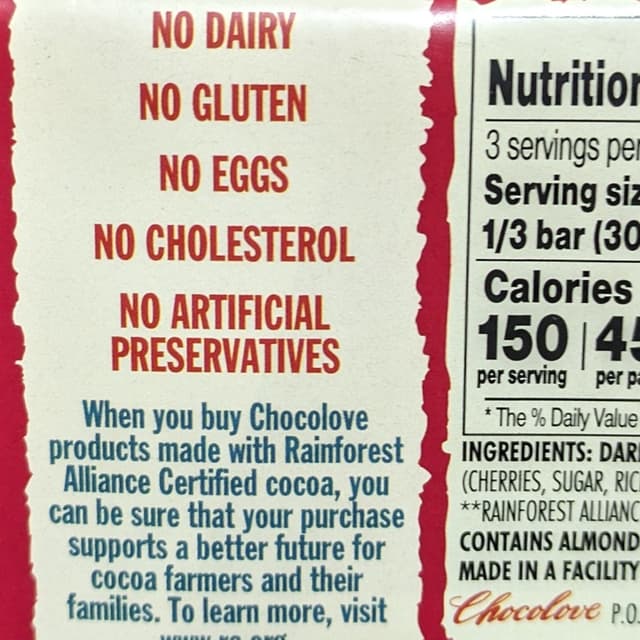 NO DAIRY
NO GLUTEN
NO EGGS
NO CHOLESTEROL
NO ARTIFICIAL
PRESERVATIVES
When you buy Chocolove
products made with Rainforest
Alliance Certified cocoa, you
can be sure that your purchase
supports a better future for
cocoa farmers and their
families. To learn more, visit
Nutrition
3 servings per
Serving siz
1/3 bar (30
Calories
150 45
per serving per pa
* The % Daily Value
INGREDIENTS: DAR
(CHERRIES, SUGAR, RIC
**RAINFOREST ALLIANC
CONTAINS ALMOND
MADE IN A FACILITY
Chocolove P.O.